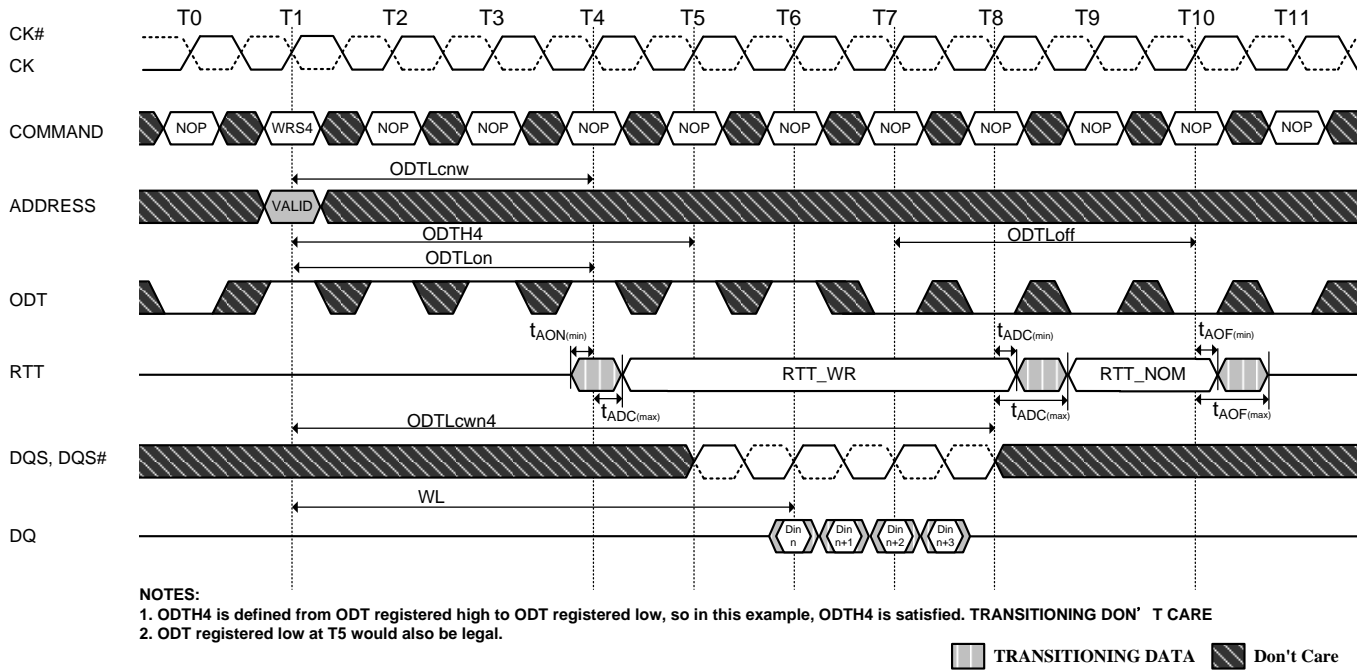 T0 T1 T2 T3 T4 T5 T6 T7 T8 T9 T10 T11
CK#
CK
COMMAND NOP WRS4 NOP NOP NOP NOP NOP NOP NOP NOP NOP NOP
ODTLcnw
ADDRESS VALID
ODTH4 ODTLoff
ODTLon
ODT
tAON(min) tADC(min) tAOF(min)
RTT RTT_WR RTT_NOM
tADC(max) tADC(max) tAOF(max)
ODTLcwn4
DQS, DQS#
WL
DQ Din n Din n+1 Din n+2 Din n+3
NOTES:
1. ODTH4 is defined from ODT registered high to ODT registered low, so in this example, ODTH4 is satisfied. TRANSITIONING DON’ T CARE
2. ODT registered low at T5 would also be legal.
TRANSITIONING DATA Don't Care